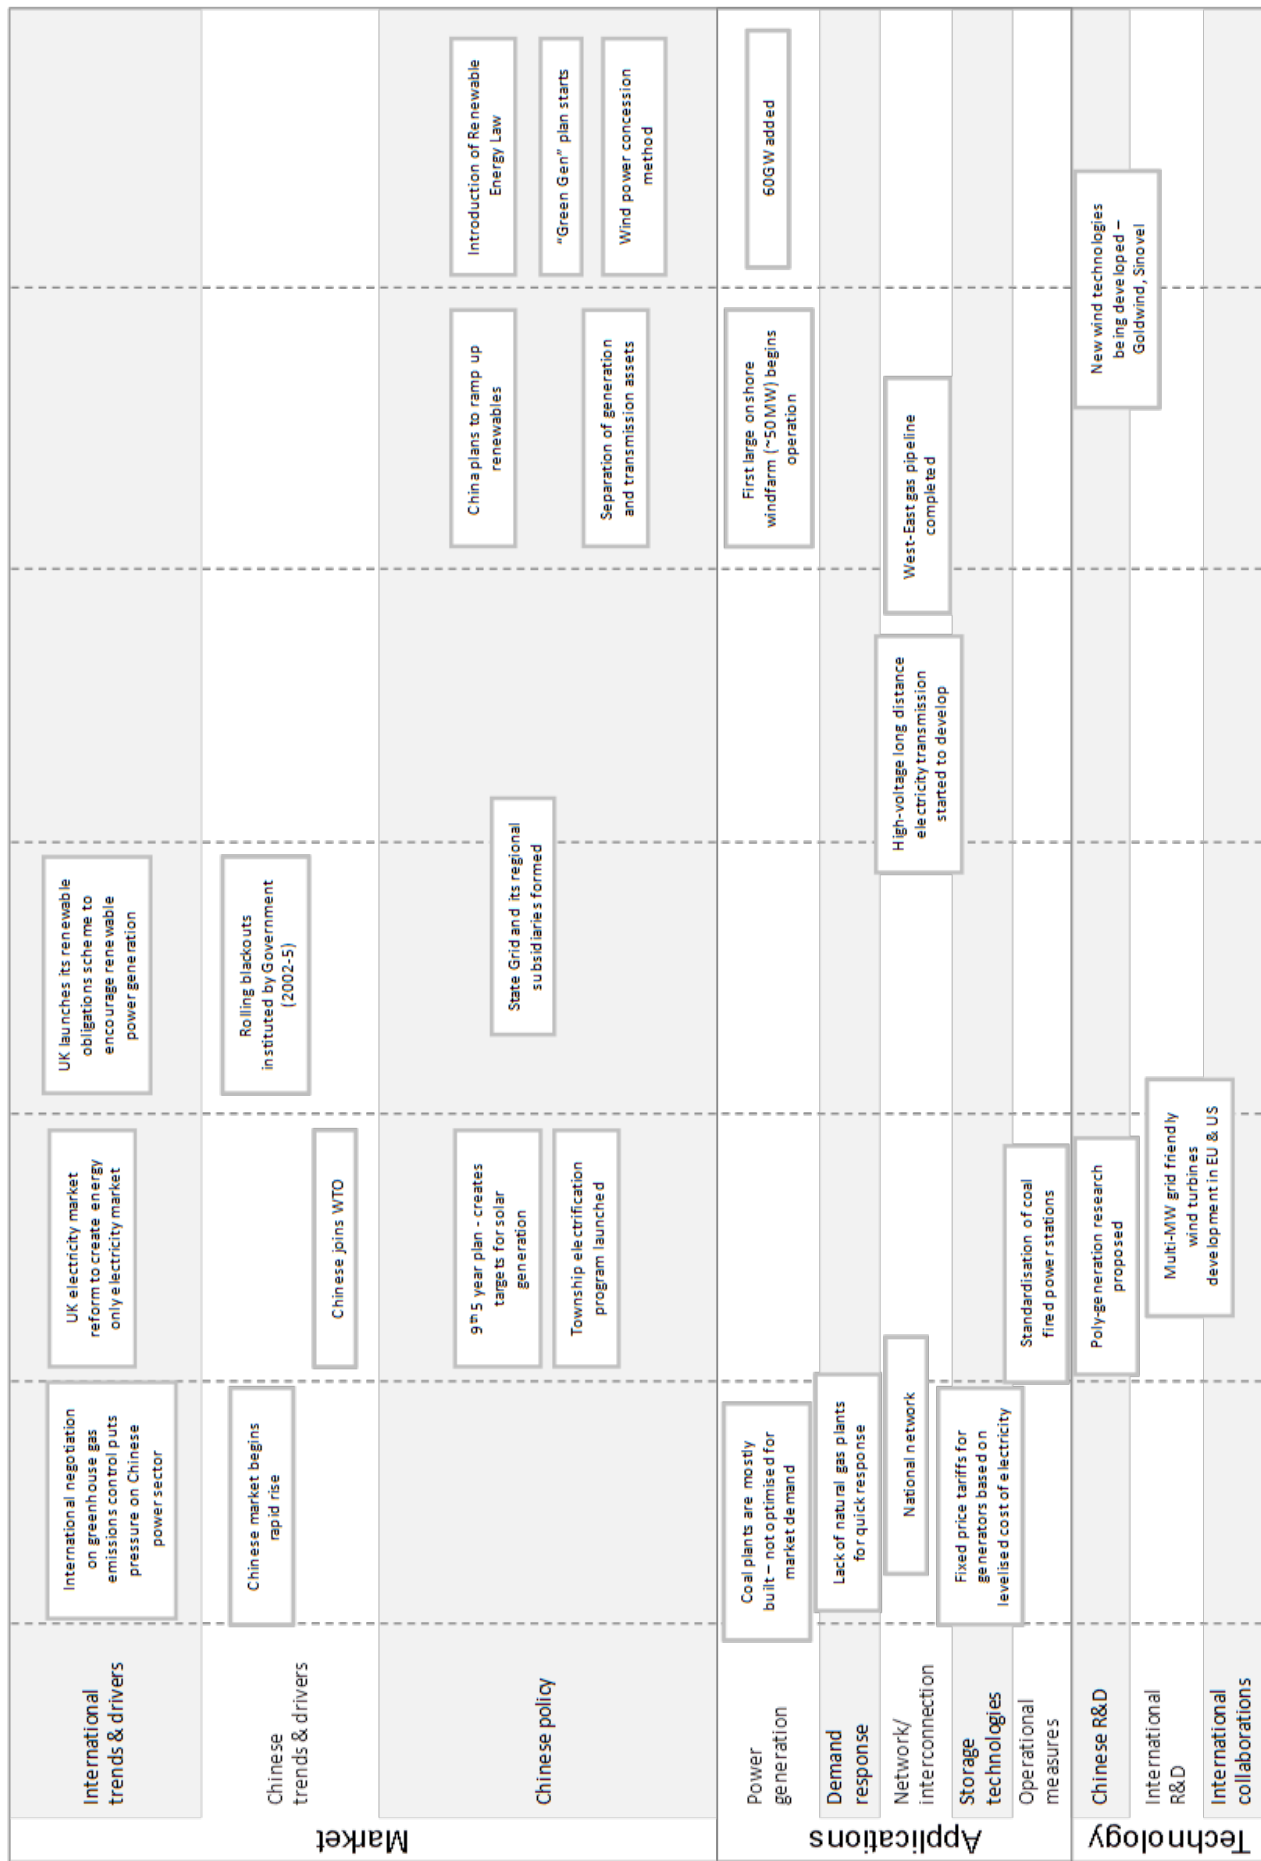 Market
International
trends & drivers
International negotiation
on greenhouse gas
emissions control puts
pressure on Chinese
power sector
UK electricity market
reform to create energy
only electricity market
UK launches its renewable
obligations scheme to
encourage renewable
power generation
Chinese
trends & drivers
Chinese market begins
rapid rise
Chinese joins WTO
Rolling blackouts
instituted by Government
(2002-5)
Chinese policy
9th 5 year plan - creates
targets for solar
generation
Township electrification
program launched
State Grid and its regional
subsidiaries formed
China plans to ramp up
renewables
Separation of generation
and transmission assets
Introduction of Renewable
Energy Law
“Green Gen” plan starts
Wind power concession
method
Applications
Power
generation
Coal plants are mostly
built – not optimised for
market demand
First large onshore
windfarm (~50 MW) begins
operation
60GW added
Demand
response
Lack of natural gas plants
for quick response
Network/
interconnection
National network
High-voltage long distance
electricity transmission
started to develop
West-East gas pipeline
completed
Storage
technologies
Fixed price tariffs for
generators based on
levelised cost of electricity
Operational
measures
Standardisation of coal
fired power stations
Technology
Chinese R&D
Poly-generation research
proposed
New wind technologies
being developed –
Goldwind, Sinovel
International
R&D
Multi-MW grid friendly
wind turbines
development in EU & US
International
collaborations